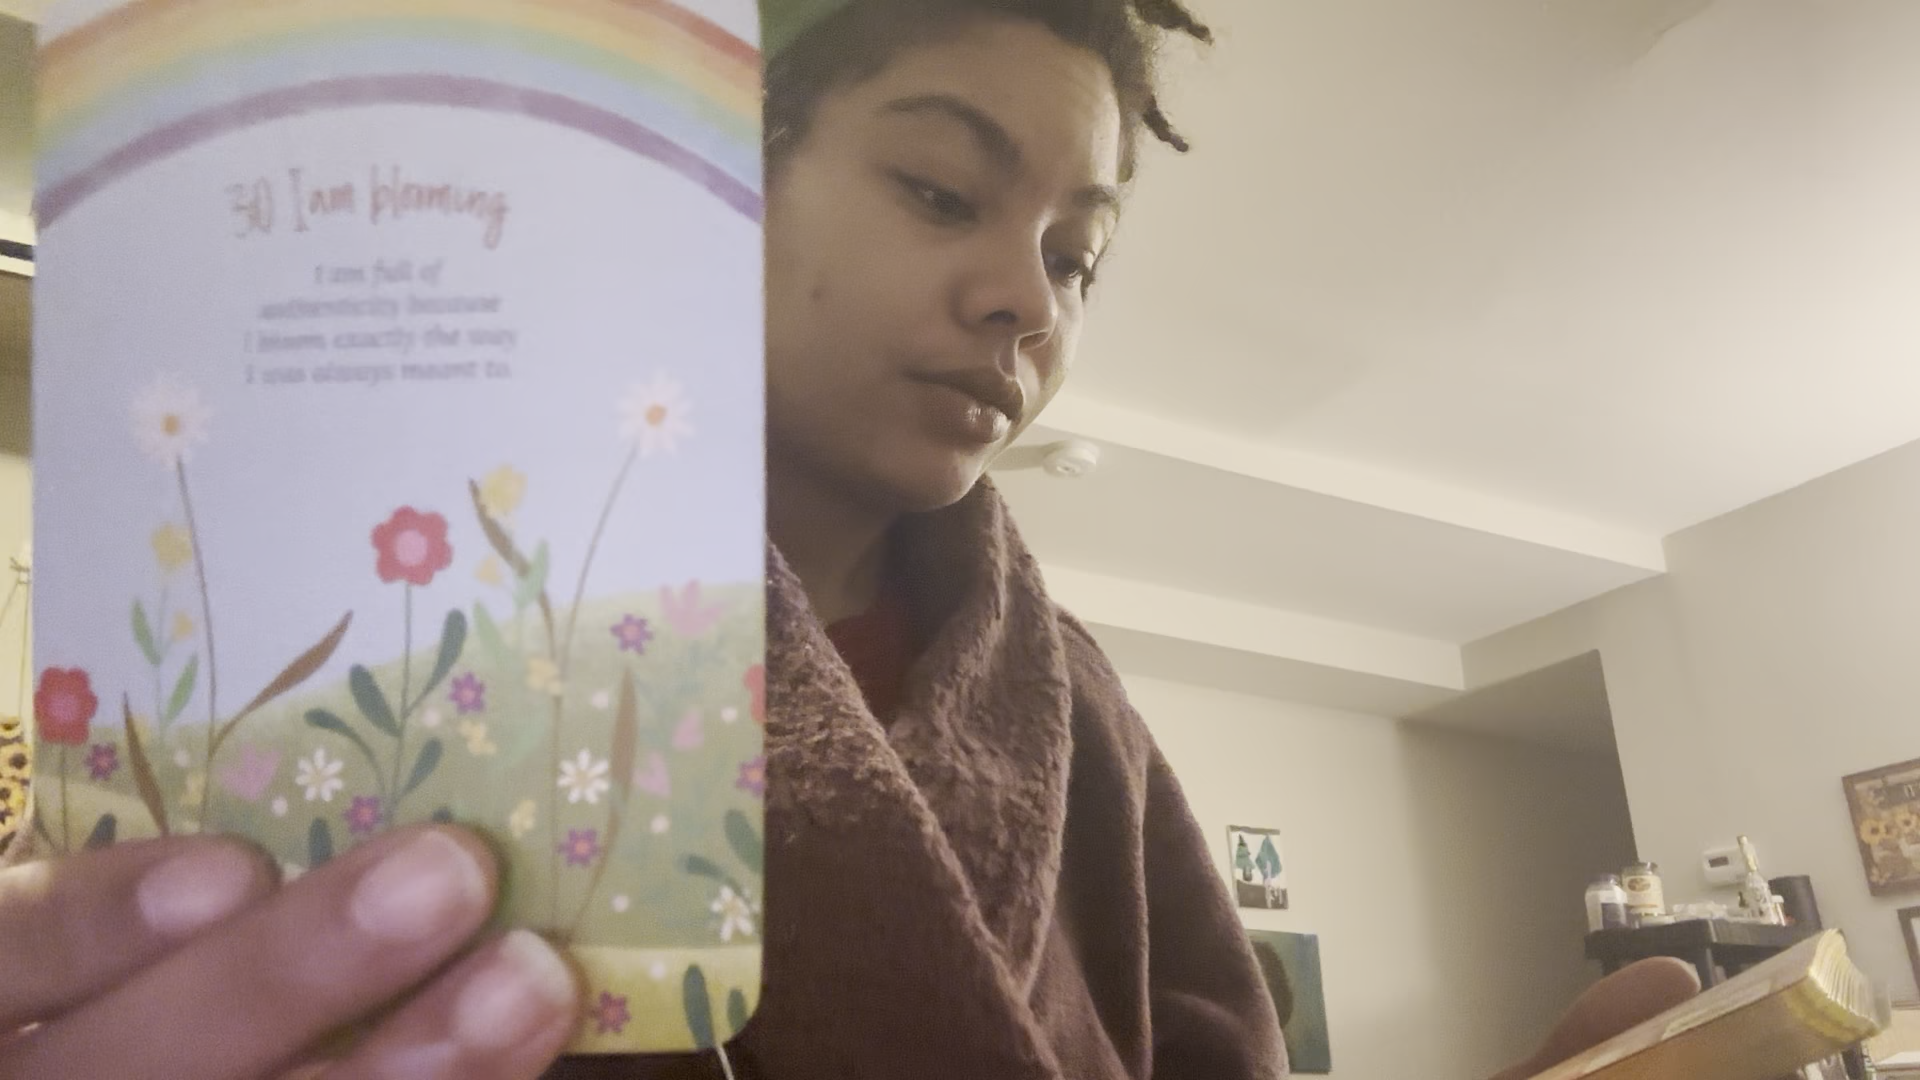 30 I am blooming
I am full of
authenticity because
I bloom exactly the way
I was always meant to.